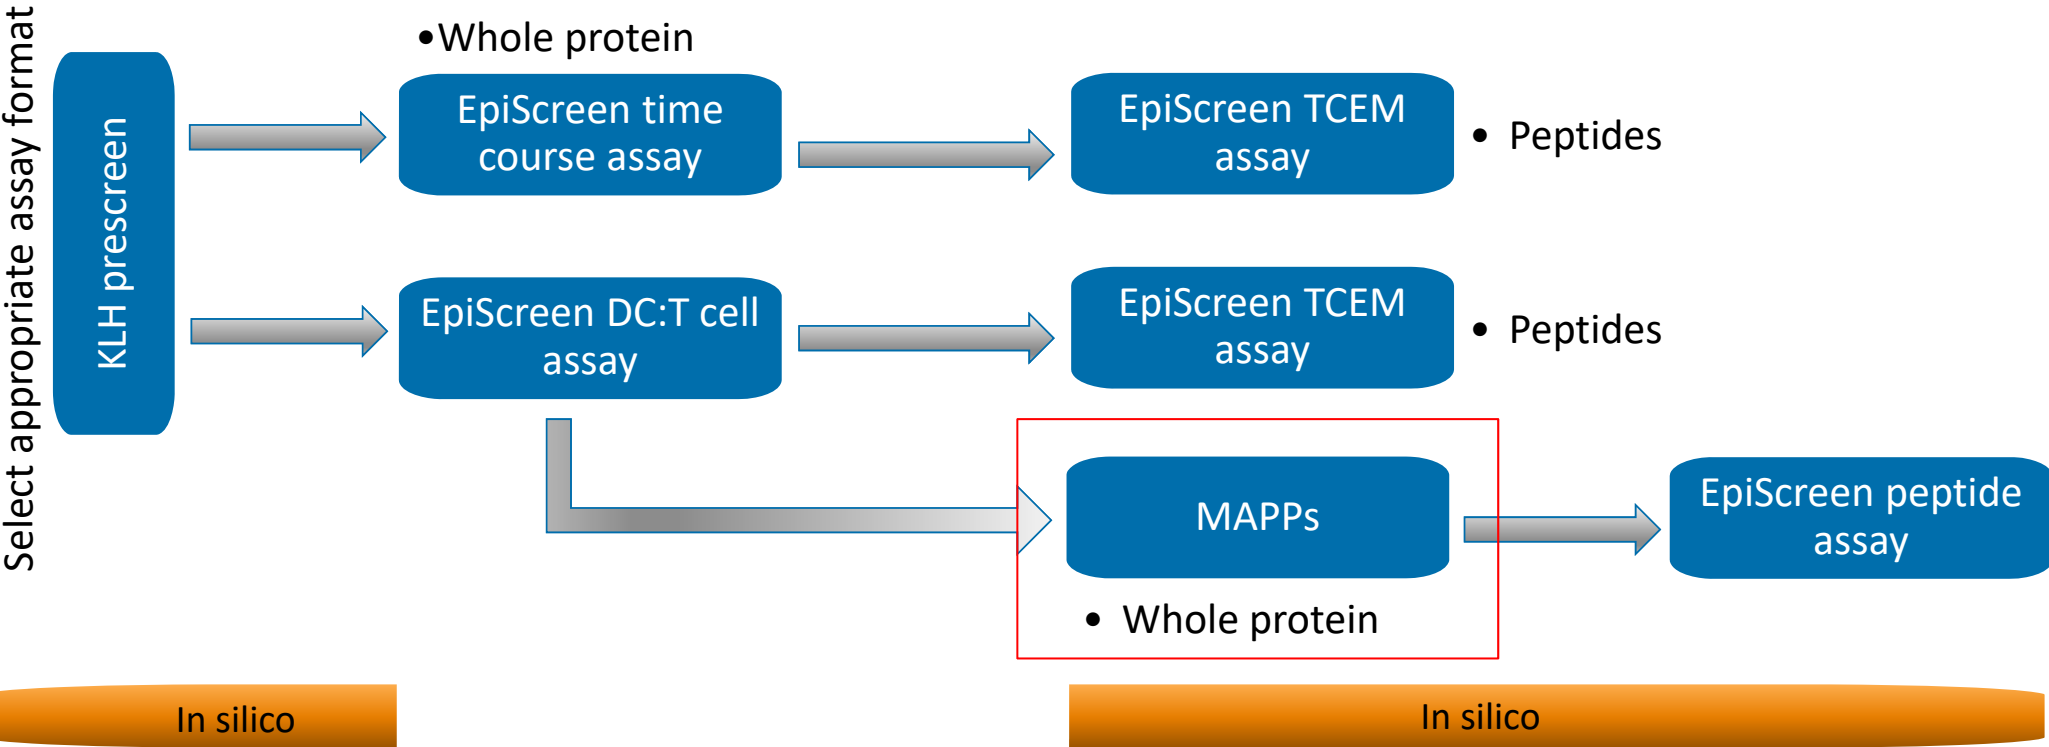 Select appropriate assay format
KLH prescreen
•Whole protein
EpiScreen time
course assay
EpiScreen TCEM
assay
• Peptides
EpiScreen DC:T cell
assay
EpiScreen TCEM
assay
• Peptides
MAPPs
• Whole protein
EpiScreen peptide
assay
In silico
In silico